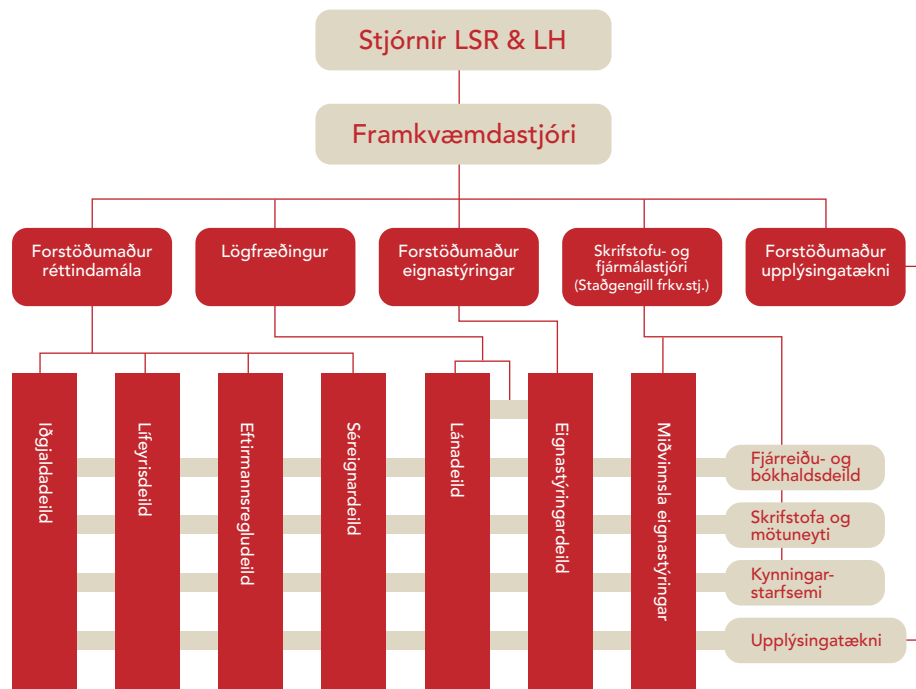 Stjórnir LSR & LH
Framkvæmdastjóri
Forstöðumaður
réttindamála
Lögfræðingur
Forstöðumaður
eignastýringar
Skrifstofu- og
fjármálastjóri
(Staðgengill frkv.stj.)
Forstöðumaður
upplýsingatækni
Iðgjaldadeild
Lífeyrisdeild
Eftirmannsregludeild
Séreignardeild
Lánadeild
Eignastýringardeild
Miðvinnsla eignastýringar
Fjárreiðu- og
bókhaldsdeild
Skrifstofa og
mötuneyti
Kynningar-
starfsemi
Upplýsingatækni